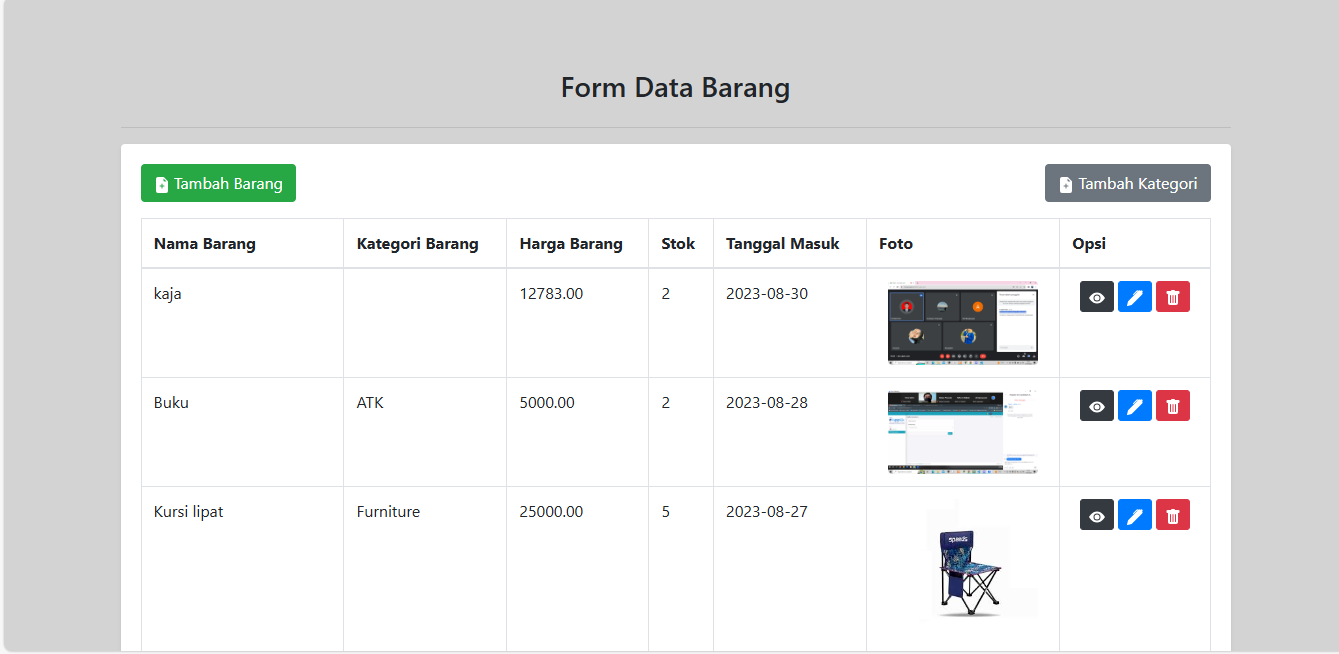 Form Data Barang
Tambah Barang
Tambah Kategori
Nama Barang Kategori Barang Harga Barang Stok Tanggal Masuk Foto Opsi
kaja 12783.00 2 2023-08-30
Buku ATK 5000.00 2 2023-08-28
Kursi lipat Furniture 25000.00 5 2023-08-27
speeds